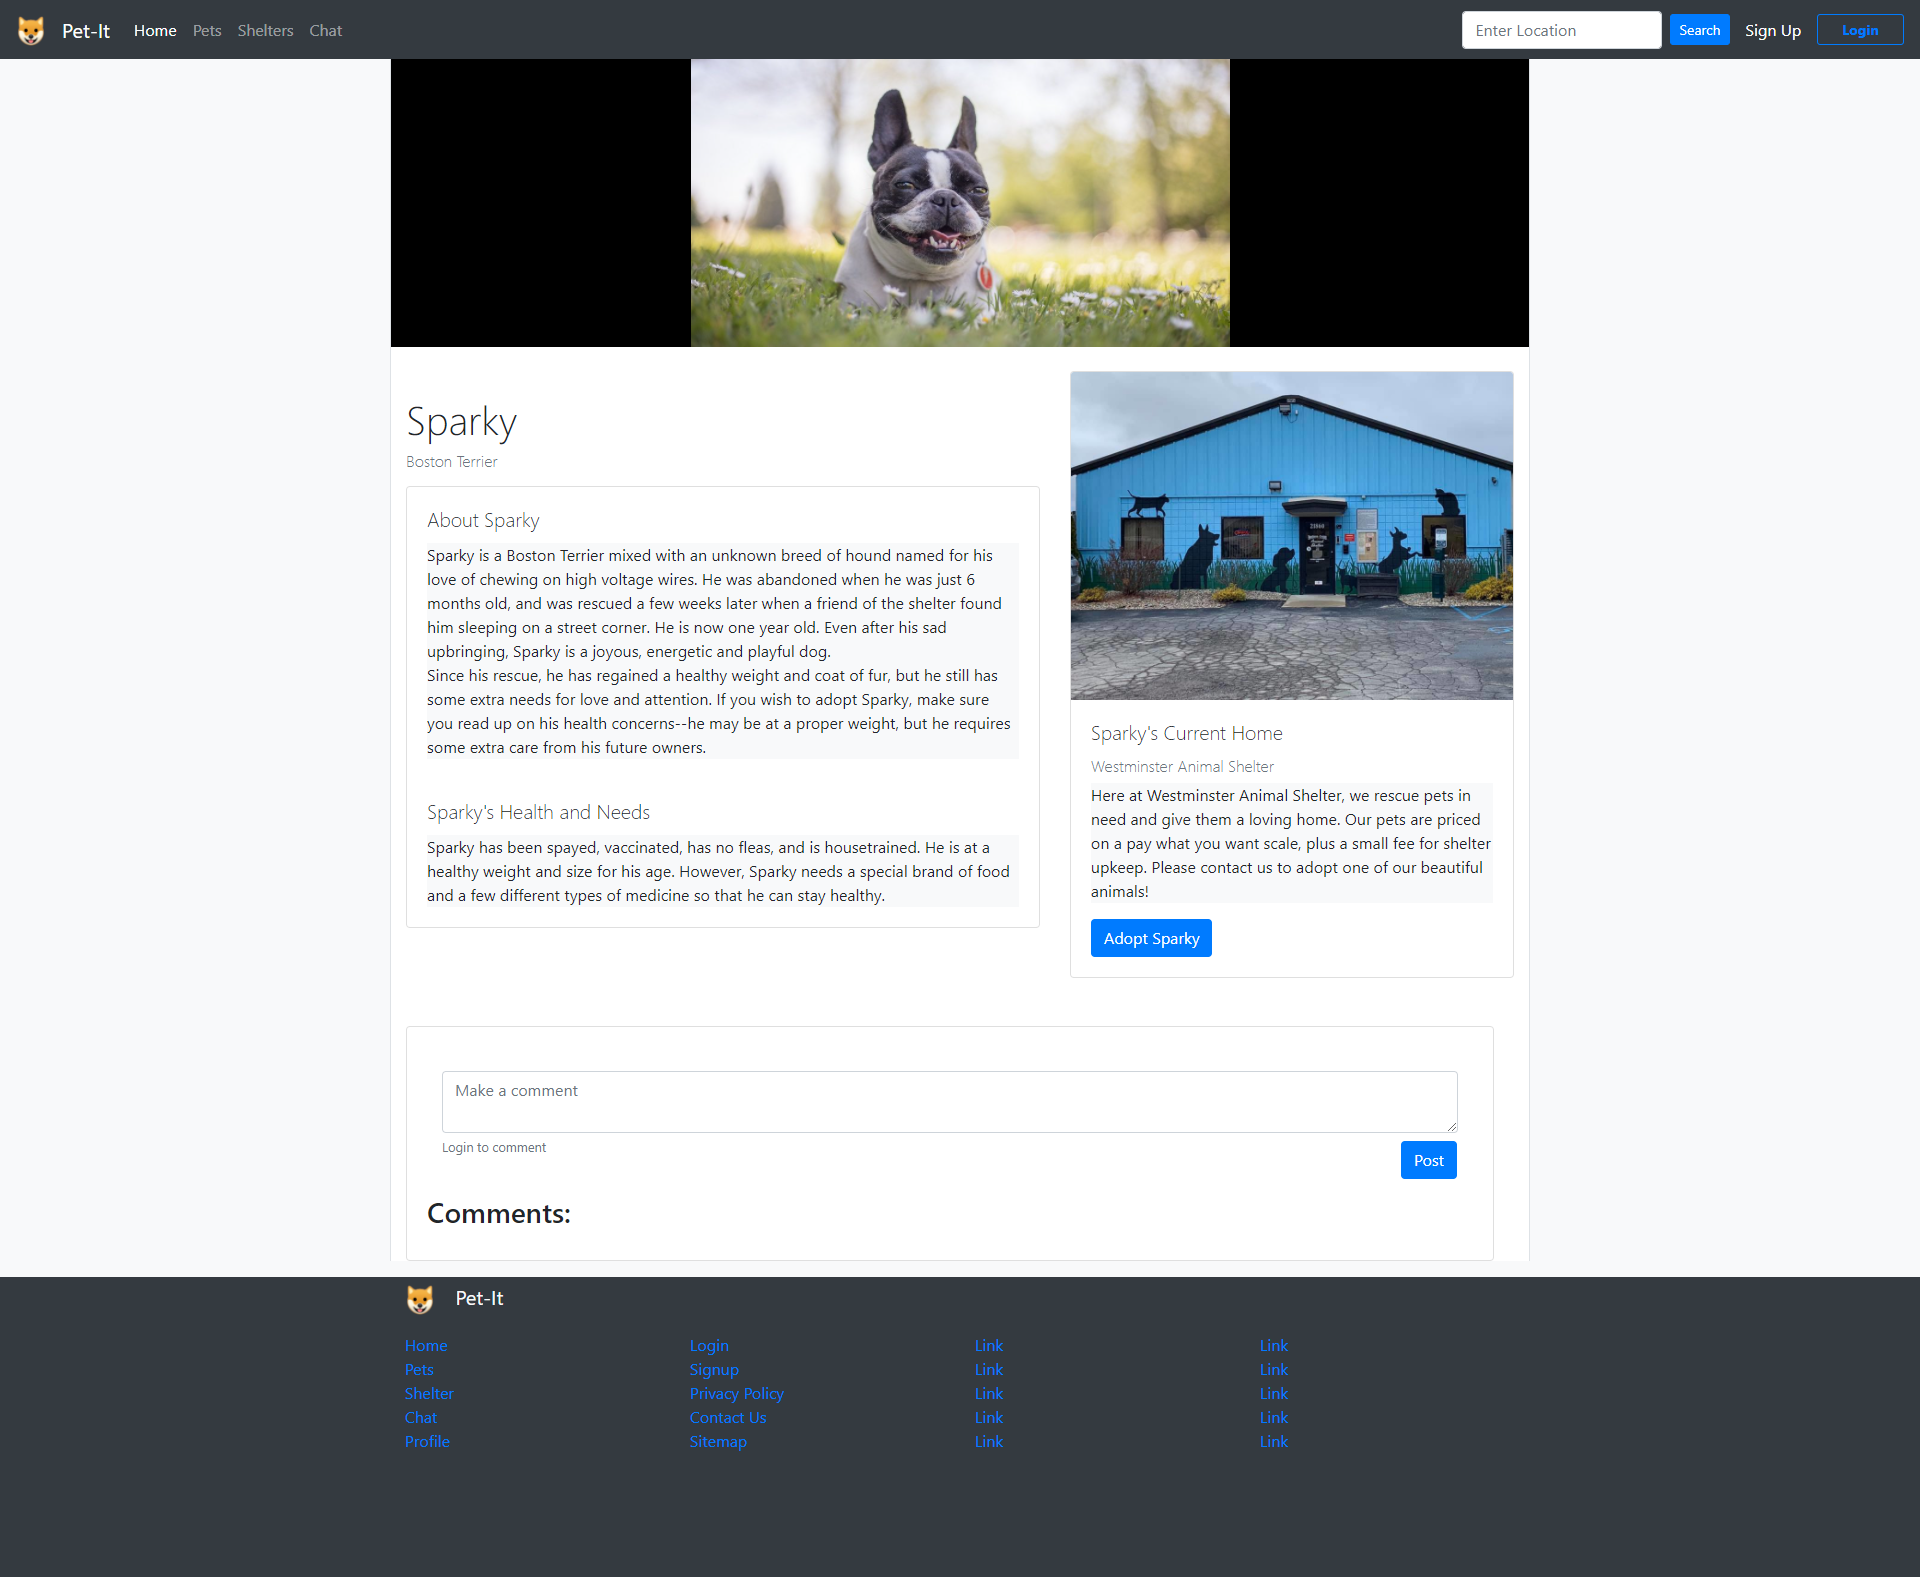 Pet-It
Home
Pets
Shelters
Chat
Enter Location
Search
Sign Up
Login
Sparky
Boston Terrier
About Sparky
Sparky is a Boston Terrier mixed with an unknown breed of hound named for his
love of chewing on high voltage wires. He was abandoned when he was just 6
months old, and was rescued a few weeks later when a friend of the shelter found
him sleeping on a street corner. He is now one year old. Even after his sad
upbringing, Sparky is a joyous, energetic and playful dog.
Since his rescue, he has regained a healthy weight and coat of fur, but he still has
some extra needs for love and attention. If you wish to adopt Sparky, make sure
you read up on his health concerns--he may be at a proper weight, but he requires
some extra care from his future owners.
Sparky's Health and Needs
Sparky has been spayed, vaccinated, has no fleas, and is housetrained. He is at a
healthy weight and size for his age. However, Sparky needs a special brand of food
and a few different types of medicine so that he can stay healthy.
Sparky's Current Home
Westminster Animal Shelter
Here at Westminster Animal Shelter, we rescue pets in
need and give them a loving home. Our pets are priced
on a pay what you want scale, plus a small fee for shelter
upkeep. Please contact us to adopt one of our beautiful
animals!
Adopt Sparky
Make a comment
Login to comment
Post
Comments:
Pet-It
Home
Pets
Shelter
Chat
Profile
Login
Signup
Privacy Policy
Contact Us
Sitemap
Link
Link
Link
Link
Link
Link
Link
Link
Link
Link